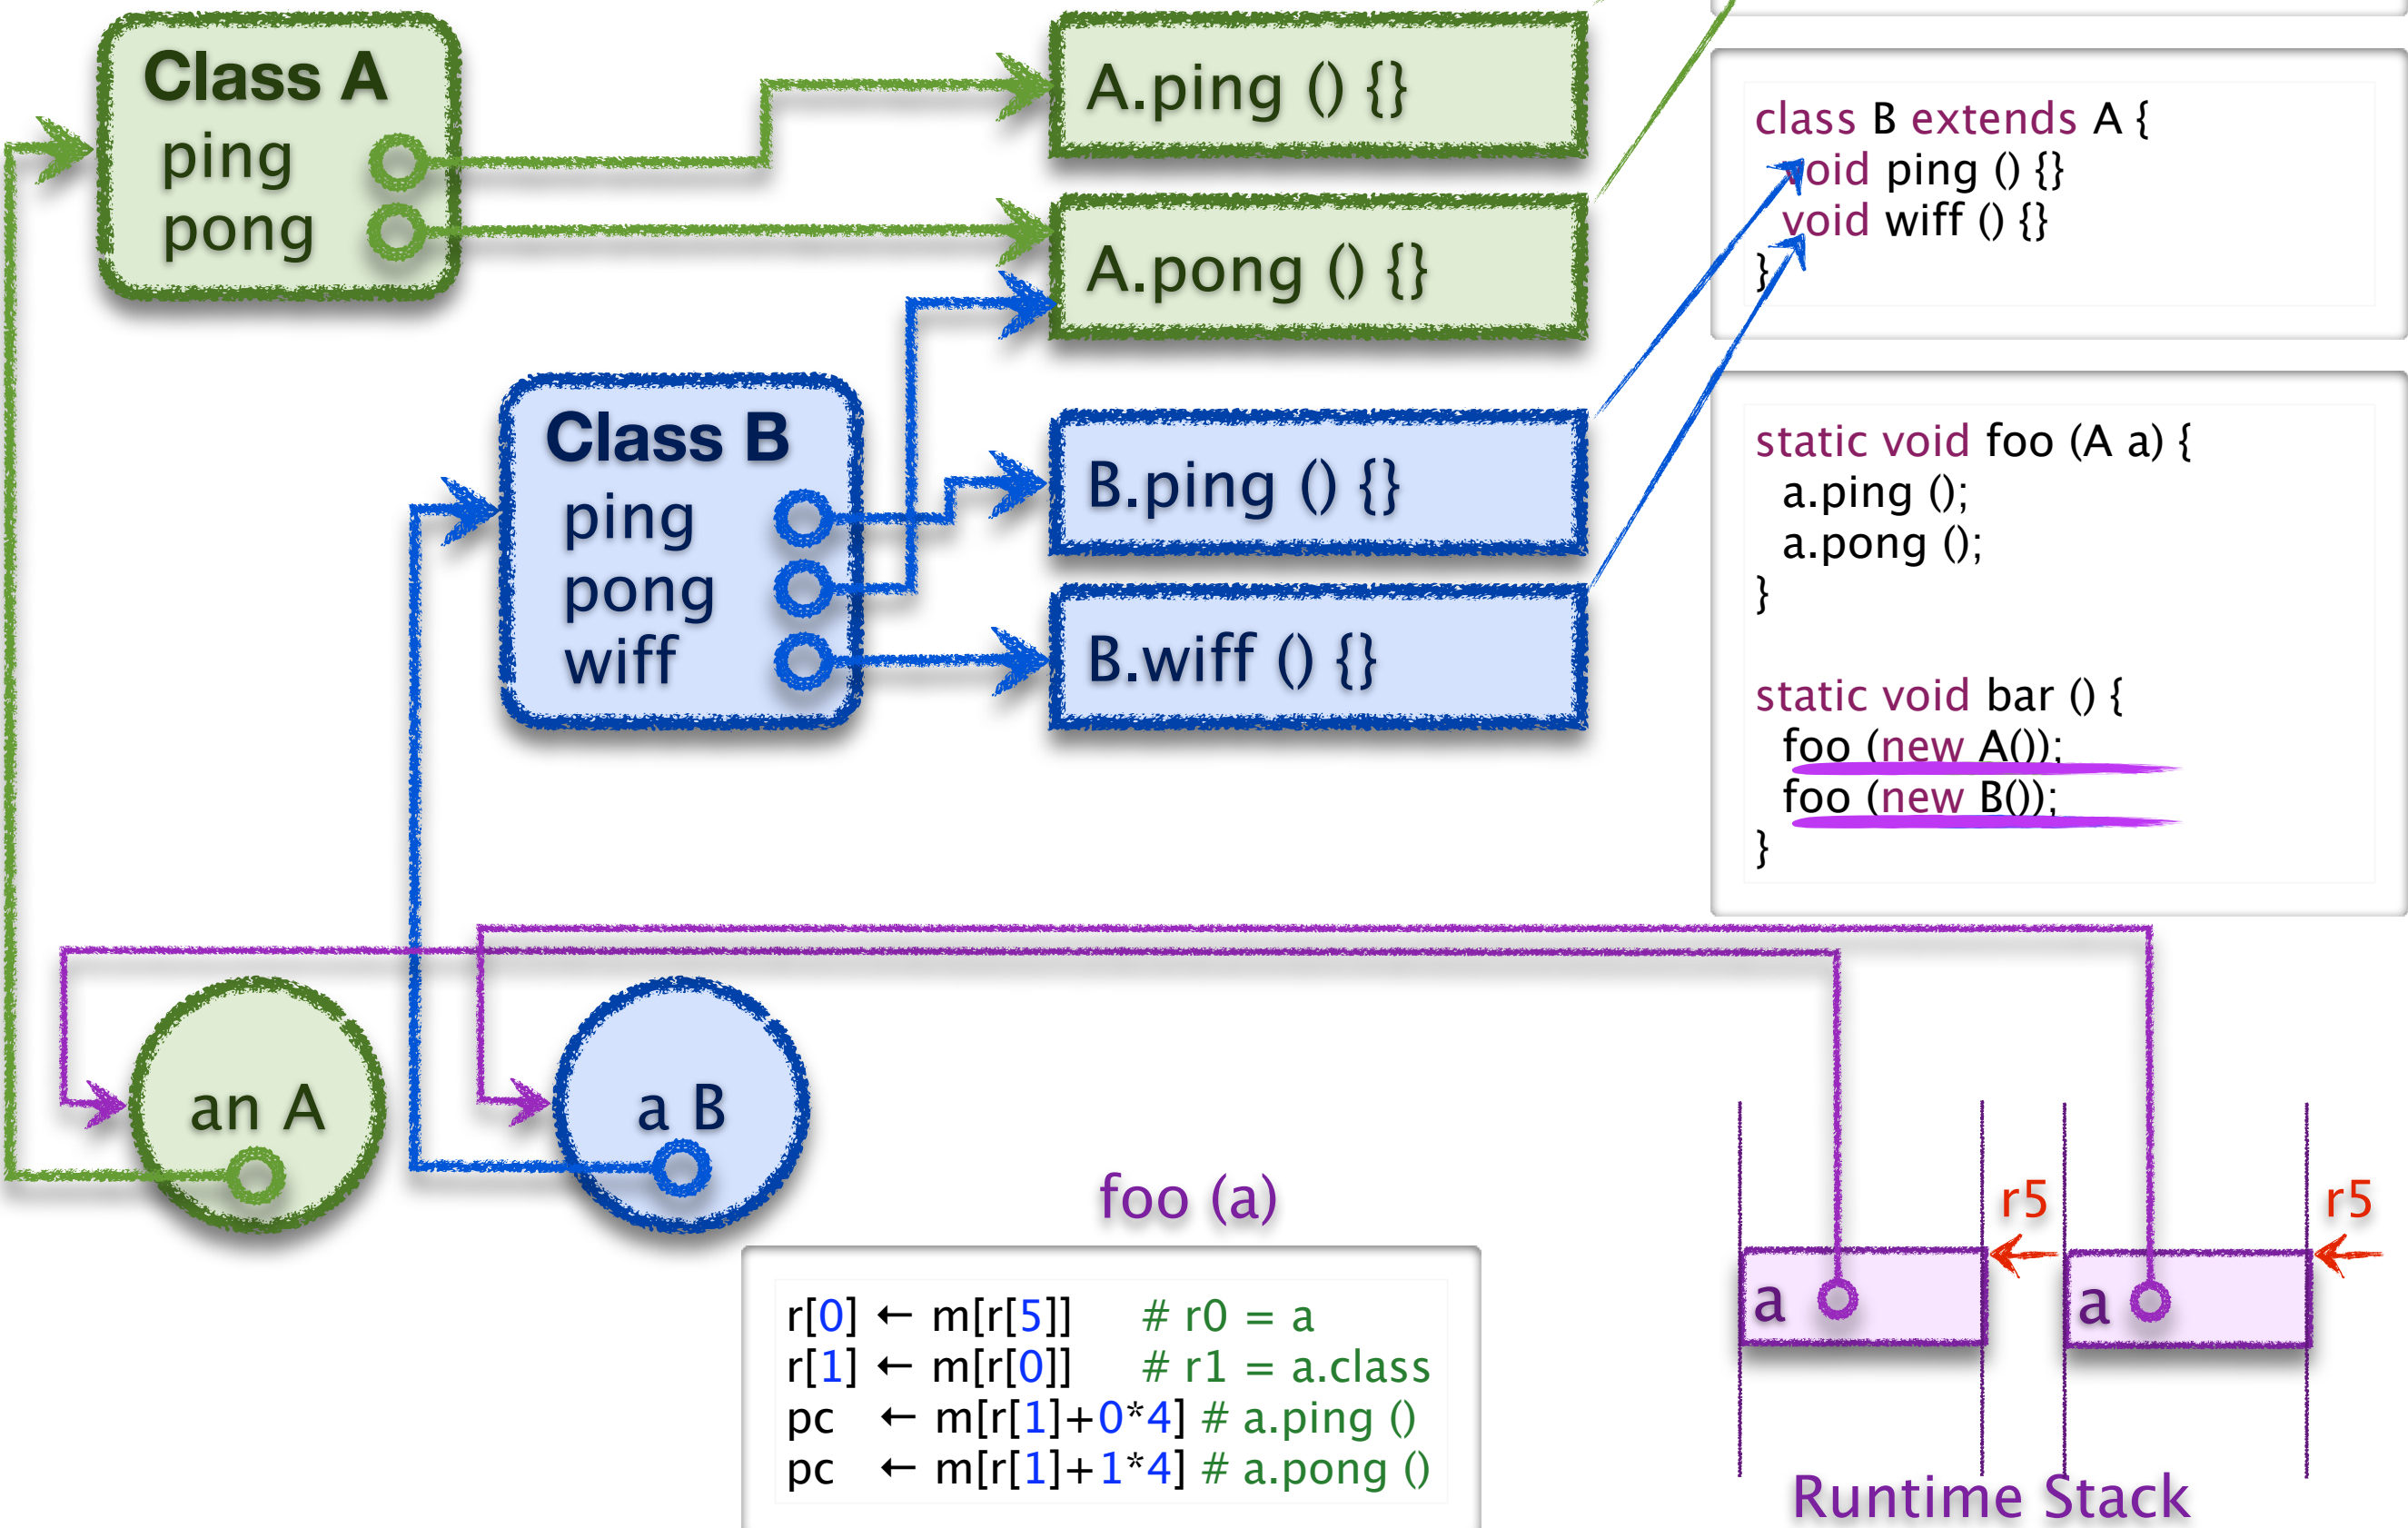 Class A
ping
pong
A.ping () {}
A.pong () {}
Class B
ping
pong
wiff
B.ping () {}
B.wiff () {}
class B extends A {
void ping () {}
void wiff () {}
}
static void foo (A a) {
a.ping ();
a.pong ();
}
static void bar () {
foo (new A());
foo (new B());
}
an A
a B
foo (a)
r[0] ← m[r[5]] # r0 = a
r[1] ← m[r[0]] # r1 = a.class
pc ← m[r[1]+0*4] # a.ping ()
pc ← m[r[1]+1*4] # a.pong ()
r5
r5
a
a
Runtime Stack